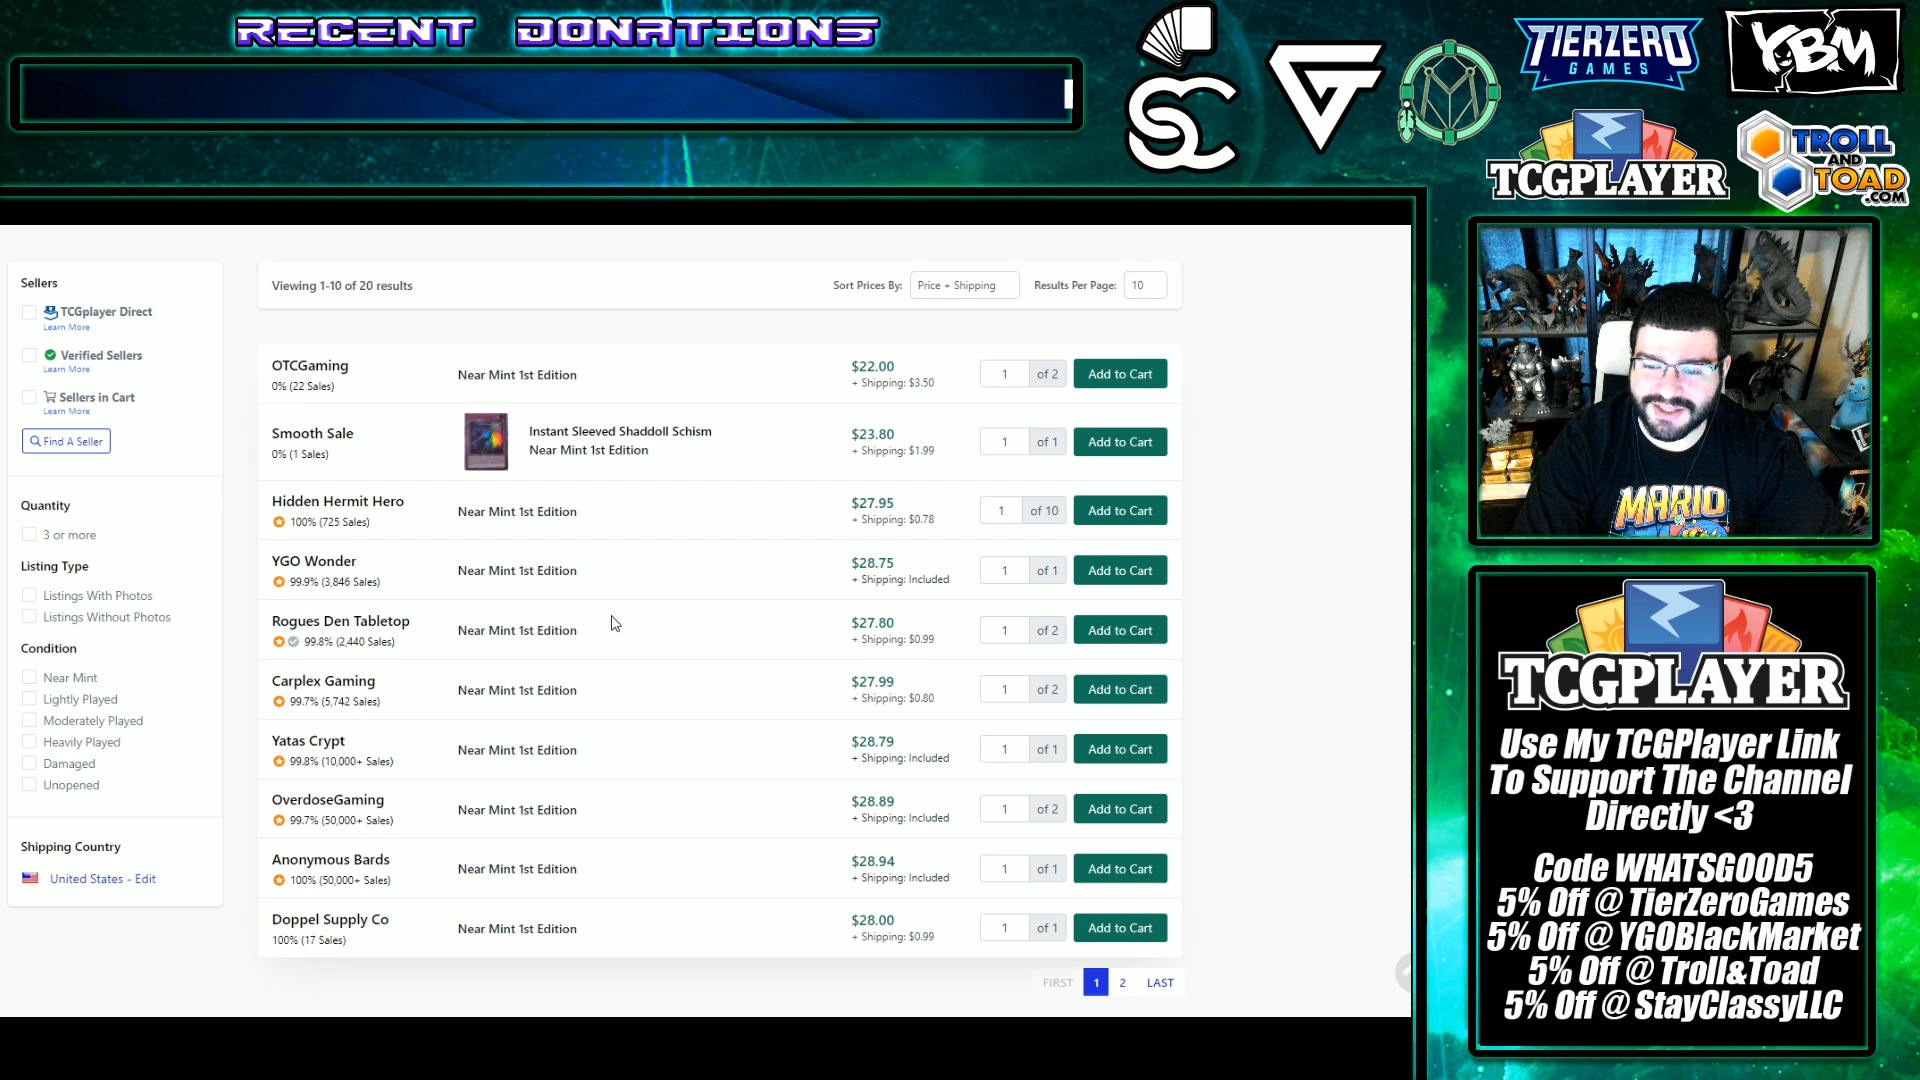 RECENT DONATIONS
SC
GT
TIERZERO
GAMES
YBM
TCGPLAYER
TROLL
AND
TOAD
.COM
Sellers
TCGplayer Direct
Learn More
Verified Sellers
Learn More
Sellers in Cart
Learn More
Find A Seller
Quantity
3 or more
Listing Type
Listings With Photos
Listings Without Photos
Condition
Near Mint
Lightly Played
Moderately Played
Heavily Played
Damaged
Unopened
Shipping Country
United States - Edit
Viewing 1-10 of 20 results
Sort Prices By: Price + Shipping Results Per Page: 10
OTCGaming
0% (22 Sales)
Near Mint 1st Edition
$22.00
+ Shipping: $3.50
1 of 2 Add to Cart
Smooth Sale
0% (1 Sales)
Instant Sleeved Shaddoll Schism
Near Mint 1st Edition
$23.80
+ Shipping: $1.99
1 of 1 Add to Cart
Hidden Hermit Hero
100% (725 Sales)
Near Mint 1st Edition
$27.95
+ Shipping: $0.78
1 of 10 Add to Cart
YGO Wonder
99.9% (3,846 Sales)
Near Mint 1st Edition
$28.75
+ Shipping: Included
1 of 1 Add to Cart
Rogues Den Tabletop
99.8% (2,440 Sales)
Near Mint 1st Edition
$27.80
+ Shipping: $0.99
1 of 2 Add to Cart
Carplex Gaming
99.7% (5,742 Sales)
Near Mint 1st Edition
$27.99
+ Shipping: $0.80
1 of 2 Add to Cart
Yatas Crypt
99.8% (10,000+ Sales)
Near Mint 1st Edition
$28.79
+ Shipping: Included
1 of 1 Add to Cart
OverdoseGaming
99.7% (50,000+ Sales)
Near Mint 1st Edition
$28.89
+ Shipping: Included
1 of 2 Add to Cart
Anonymous Bards
100% (50,000+ Sales)
Near Mint 1st Edition
$28.94
+ Shipping: Included
1 of 1 Add to Cart
Doppel Supply Co
100% (17 Sales)
Near Mint 1st Edition
$28.00
+ Shipping: $0.99
1 of 1 Add to Cart
FIRST 1 2 LAST
MARIO
TCGPLAYER
Use My TCGPlayer Link
To Support The Channel
Directly <3
Code WHATSGOOD5
5% Off @ TierZeroGames
5% Off @ YGOBlackMarket
5% Off @ Troll&Toad
5% Off @ StayClassyLLC